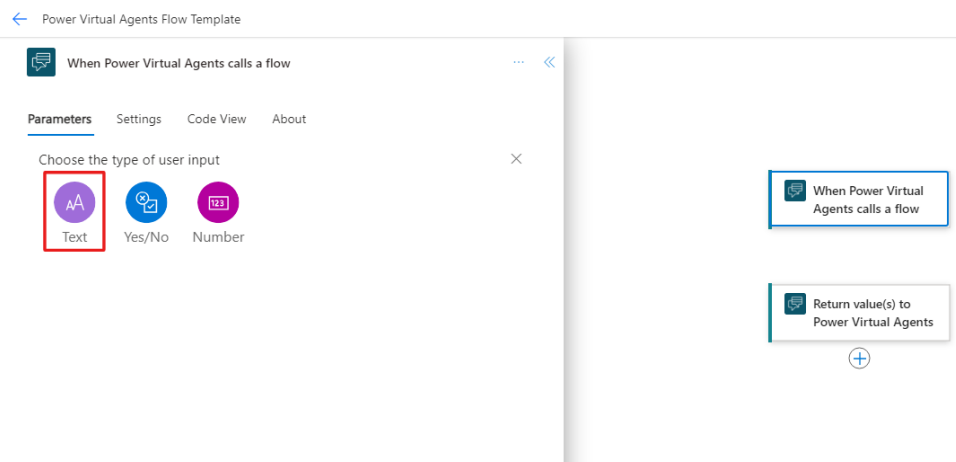 Power Virtual Agents Flow Template
When Power Virtual Agents calls a flow
Parameters Settings Code View About
Choose the type of user input
AA
123
Text Yes/No Number
When Power Virtual
Agents calls a flow
Return value(s) to
Power Virtual Agents